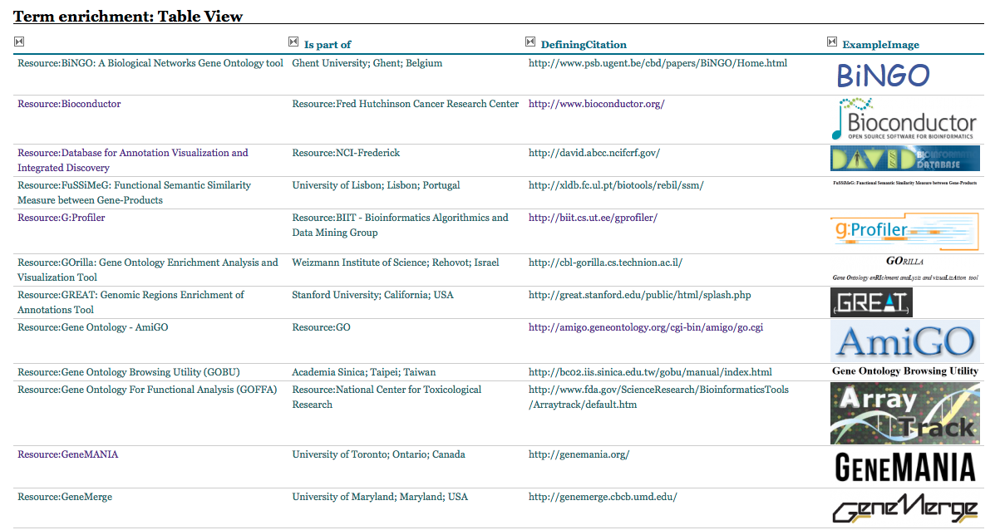 Term enrichment: Table View
Is part of DefiningCitation ExampleImage
Resource:BiNGO: A Biological Networks Gene Ontology tool Ghent University; Ghent; Belgium http://www.psb.ugent.be/cbd/papers/BiNGO/Home.html
BiNGO
Resource:Bioconductor Resource:Fred Hutchinson Cancer Research Center http://www.bioconductor.org/
Bioconductor
OPEN SOURCE SOFTWARE FOR BIOINFORMATICS
Resource:Database for Annotation Visualization and Resource:NCI-Frederick http://david.abcc.ncifcrf.gov/
Integrated Discovery
DAVID BIOINFORMATICS
DATABASE
Resource:FuSSiMeG: Functional Semantic Similarity University of Lisbon; Lisbon; Portugal http://xldb.fc.ul.pt/biotools/rebil/ssm/
Measure between Gene-Products
FuSSiMeG: Functional Semantic Similarity Measure between Gene-Products
Resource:G:Profiler Resource:BIIT - Bioinformatics Algorithmics and http://biit.cs.ut.ee/gprofiler/
Data Mining Group
g:Profiler
Resource:GOrilla: Gene Ontology Enrichment Analysis and Weizmann Institute of Science; Rehovot; Israel http://cbl-gorilla.cs.technion.ac.il/
Visualization Tool
GORILLA
Gene Ontology enRIchment anaLysis and visuaLizAtion tool
Resource:GREAT: Genomic Regions Enrichment of Stanford University; California; USA http://great.stanford.edu/public/html/splash.php
Annotations Tool
GREAT
Resource:Gene Ontology - AmiGO Resource:GO http://amigo.geneontology.org/cgi-bin/amigo/go.cgi
AmiGO
Resource:Gene Ontology Browsing Utility (GOBU) Academia Sinica; Taipei; Taiwan http://bc02.iis.sinica.edu.tw/gobu/manual/index.html
Gene Ontology Browsing Utility
Resource:Gene Ontology For Functional Analysis (GOFFA) Resource:National Center for Toxicological http://www.fda.gov/ScienceResearch/BioinformaticsTools
Research /Arraytrack/default.htm
Array
Track
Resource:GeneMANIA University of Toronto; Ontario; Canada http://genemania.org/
GENEMANIA
Resource:GeneMerge University of Maryland; Maryland; USA http://genemerge.cbcb.umd.edu/
GeneMerge